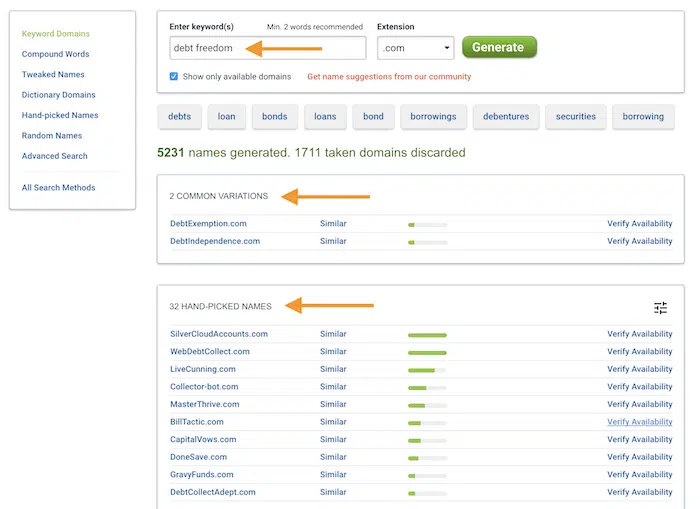 Keyword Domains
Compound Words
Tweaked Names
Dictionary Domains
Hand-picked Names
Random Names
Advanced Search
All Search Methods
Enter keyword(s) Min. 2 words recommended Extension
debt freedom .com Generate
Show only available domains Get name suggestions from our community
debts loan bonds loans bond borrowings debentures securities borrowing
5231 names generated. 1711 taken domains discarded
2 COMMON VARIATIONS
DebtExemption.com Similar Verify Availability
DebtIndependence.com Similar Verify Availability
32 HAND-PICKED NAMES
SilverCloudAccounts.com Similar Verify Availability
WebDebtCollect.com Similar Verify Availability
LiveCunning.com Similar Verify Availability
Collector-bot.com Similar Verify Availability
MasterThrive.com Similar Verify Availability
BillTactic.com Similar Verify Availability
CapitalVows.com Similar Verify Availability
DoneSave.com Similar Verify Availability
GravyFunds.com Similar Verify Availability
DebtCollectAdept.com Similar Verify Availability